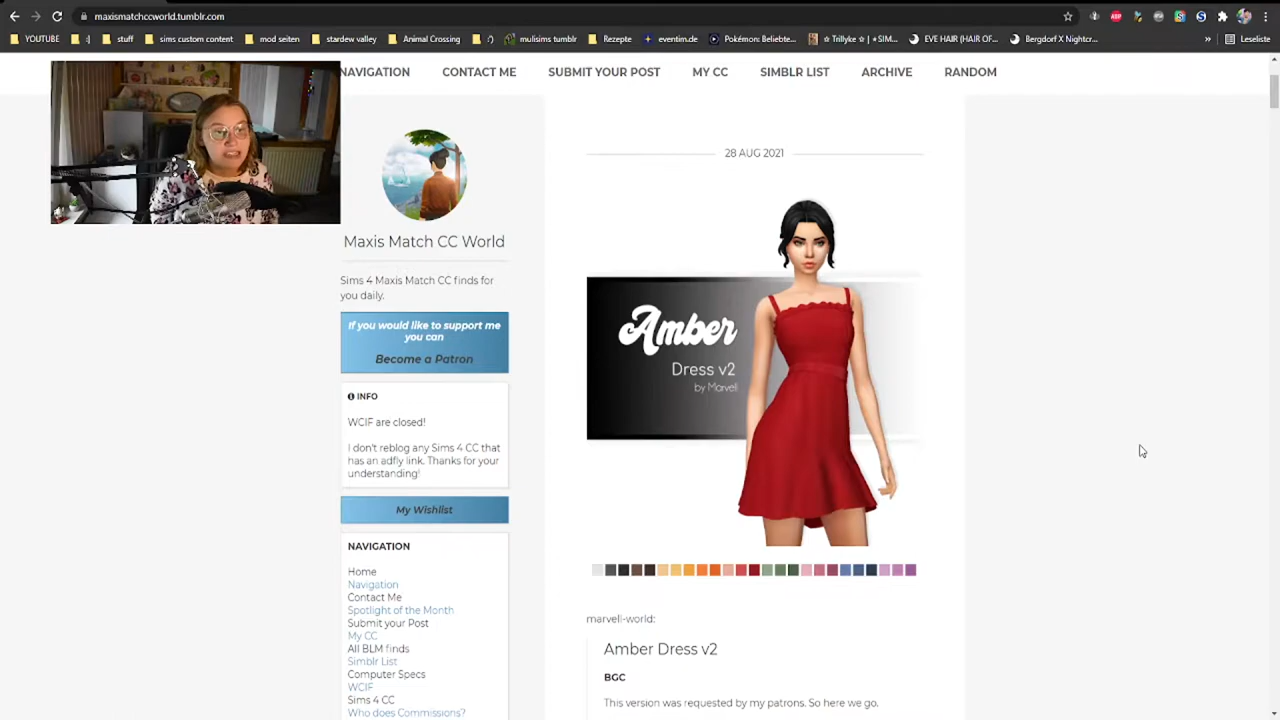 maxismatchccworld.tumblr.com
YOUTUBE :) stuff sims custom content mod seiten stardew valley Animal Crossing mulisims tumblr Rezepte eventim.de Pokémon: Beliebte... ☆ Trillyke ☆ | ★SIM... EVE HAIR (HAIR OF... Bergdorf X Nightcr... » Leseliste
NAVIGATION CONTACT ME SUBMIT YOUR POST MY CC SIMBLR LIST ARCHIVE RANDOM
28 AUG 2021
Maxis Match CC World
Sims 4 Maxis Match CC finds for
you daily.
If you would like to support me
you can
Become a Patron
INFO
WCIF are closed!
I don't reblog any Sims 4 CC that
has an adfly link. Thanks for your
understanding!
My Wishlist
NAVIGATION
Home
Navigation
Contact Me
Spotlight of the Month
Submit your Post
My CC
All BLM finds
Simblr List
Computer Specs
WCIF
Sims 4 CC
Who does Commissions?
Amber
Dress v2
by Marvell
marvell-world:
Amber Dress v2
BGC
This version was requested by my patrons. So here we go.